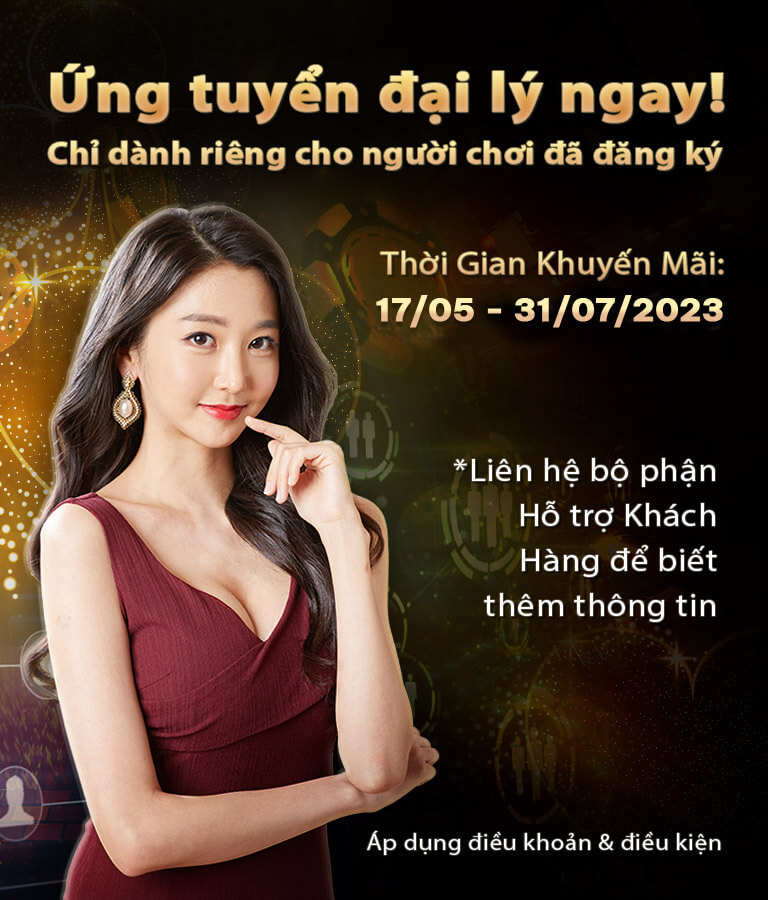 Ứng tuyển đại lý ngay!
Chỉ dành riêng cho người chơi đã đăng ký
Thời Gian Khuyến Mãi:
17/05 - 31/07/2023
*Liên hệ bộ phận
Hỗ trợ Khách
Hàng để biết
thêm thông tin
Áp dụng điều khoản & điều kiện